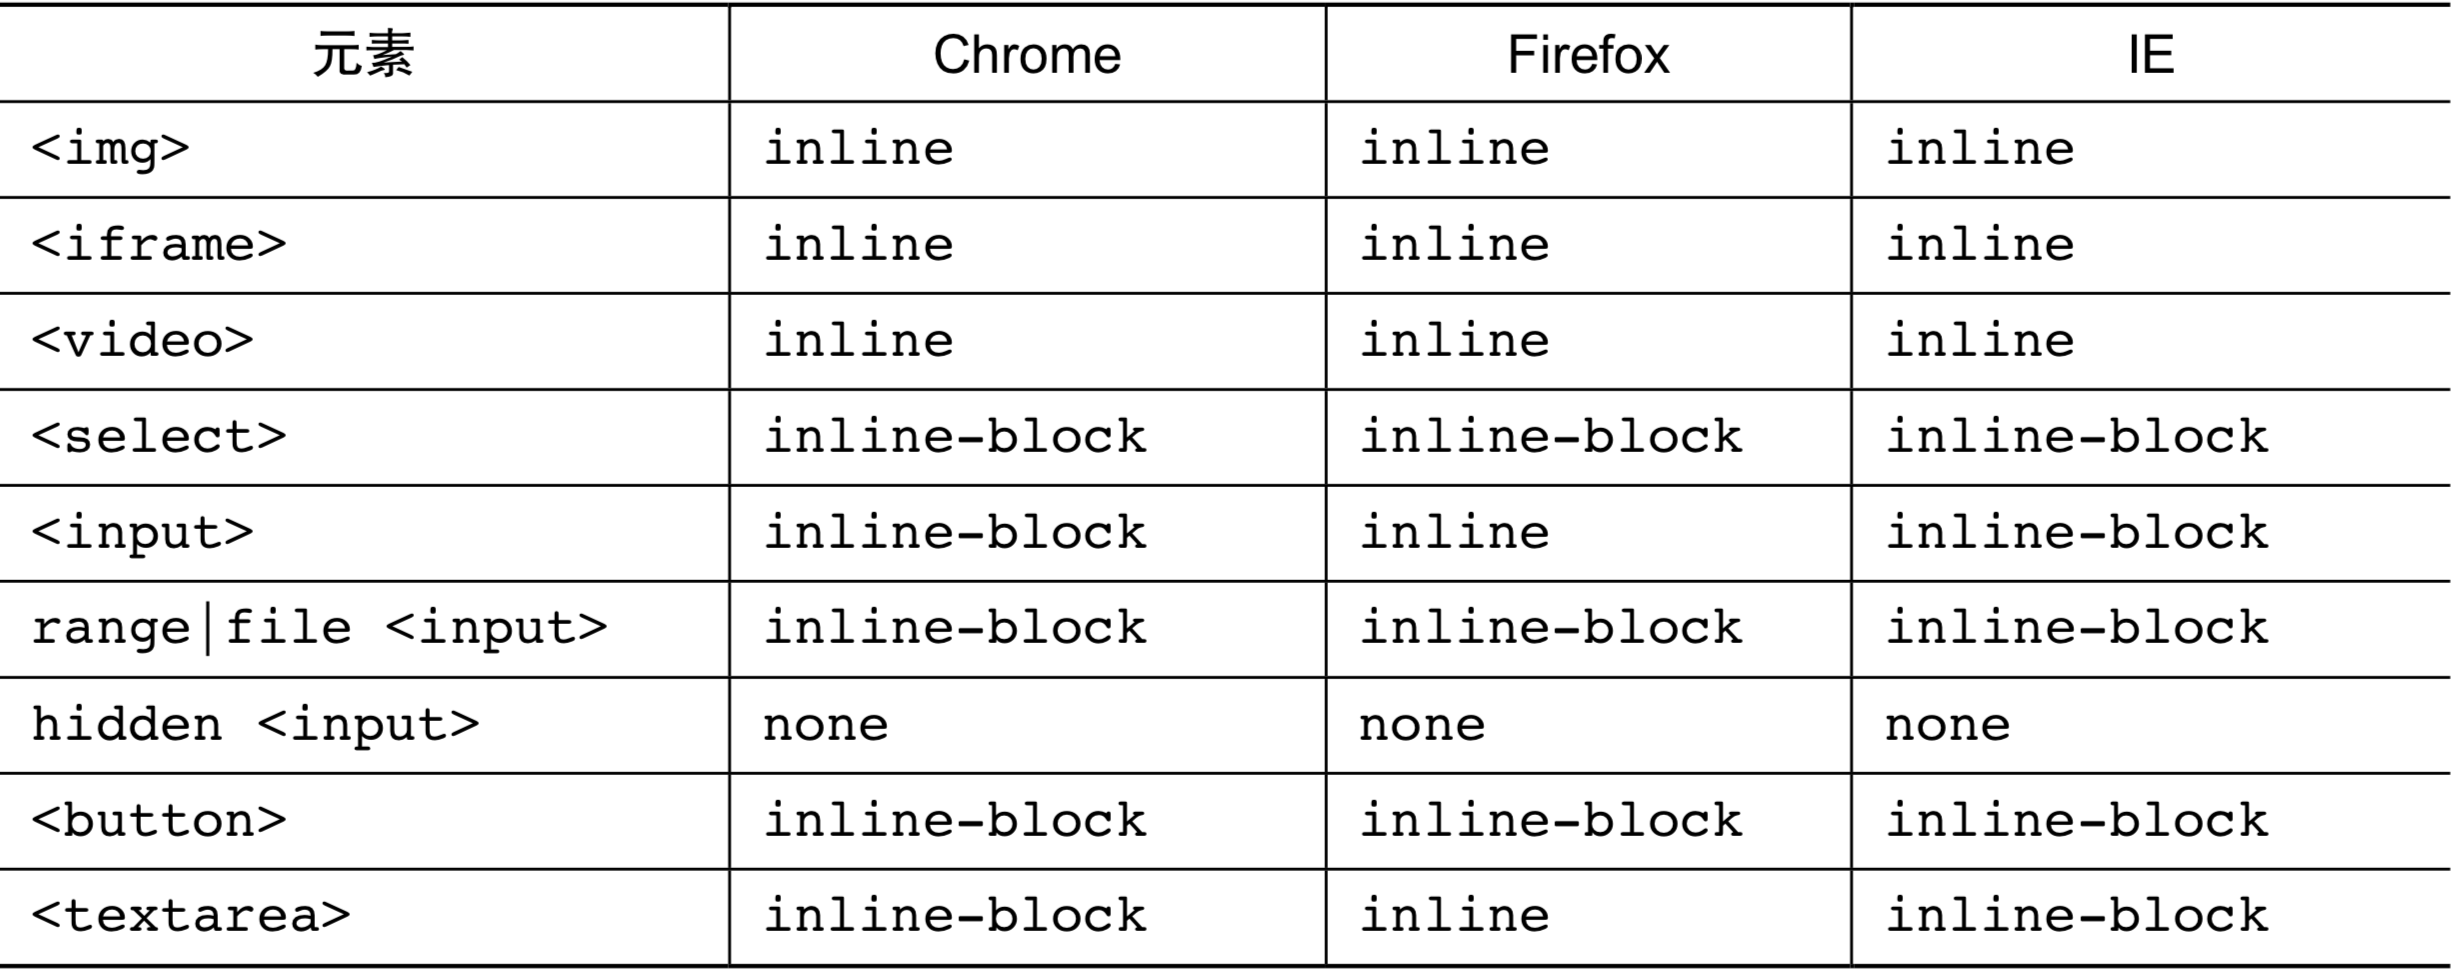 元素 Chrome Firefox IE
<img> inline inline inline
<iframe> inline inline inline
<video> inline inline inline
<select> inline-block inline-block inline-block
<input> inline-block inline inline-block
range|file <input> inline-block inline-block inline-block
hidden <input> none none none
<button> inline-block inline-block inline-block
<textarea> inline-block inline inline-block